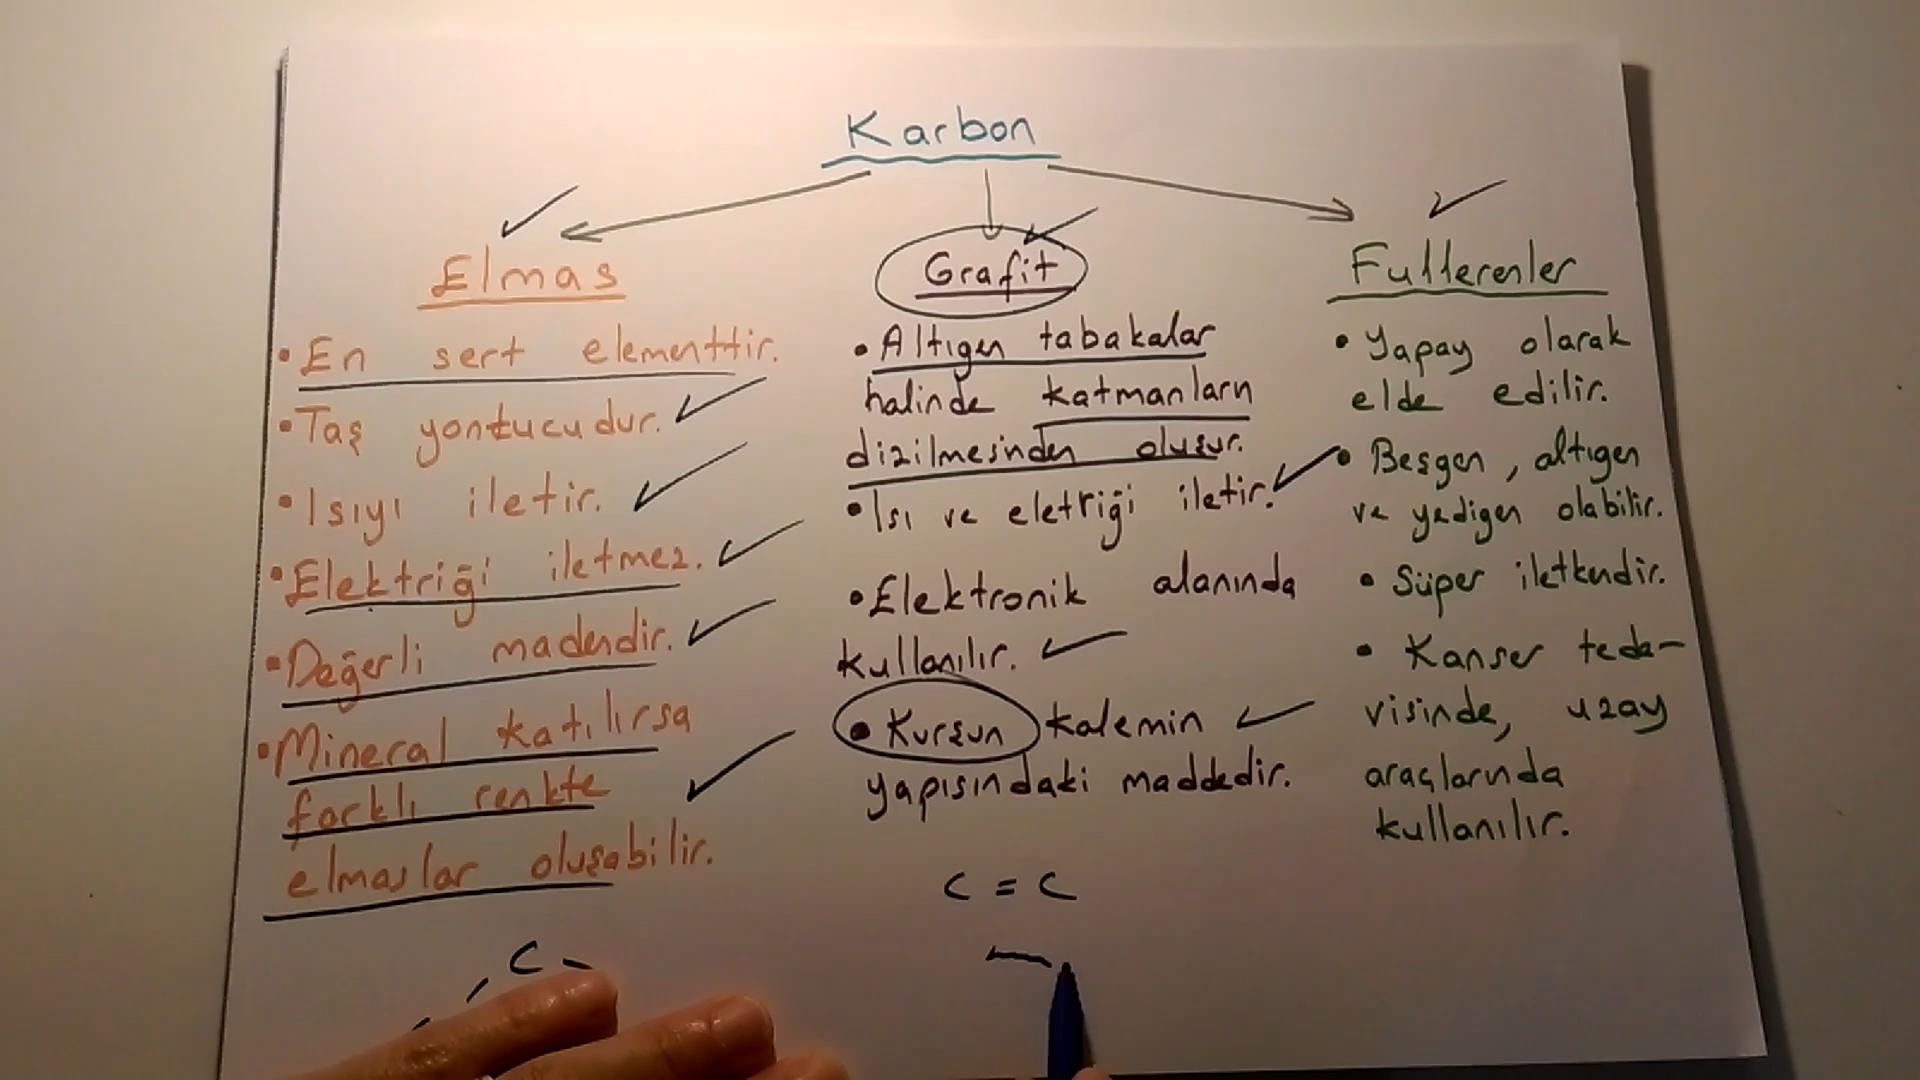 Karbon
Elmas
• En sert elementtir.
• Taş yontucudur.
• Isıyı iletir.
• Elektriği iletmez.
• Değerli madendir.
• Mineral katılırsa
farklı renkte
elmaslar oluşabilir.
C
Grafit
• Altıgen tabakalar
halinde katmanların
dizilmesinden oluşur.
• Isı ve eletriği iletir.
• Elektronik alanında
kullanılır.
• Kurşun kalemin
yapısındaki maddedir.
C = C
Fullerenler
• Yapay olarak
elde edilir.
• Beşgen, altıgen
ve yedigen olabilir.
• Süper iletkendir.
• Kanser teda-
visinde, uzay
araçlarında
kullanılır.